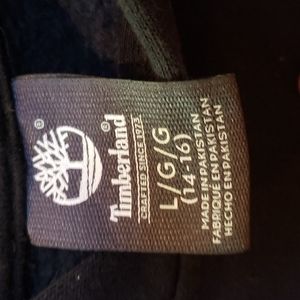 Timberland®
CRAFTED SINCE 1973
L/G/G
(14-16)
MADE IN PAKISTAN
FABRIQUÉ EN PAKISTAN
HECHO EN PAKISTAN